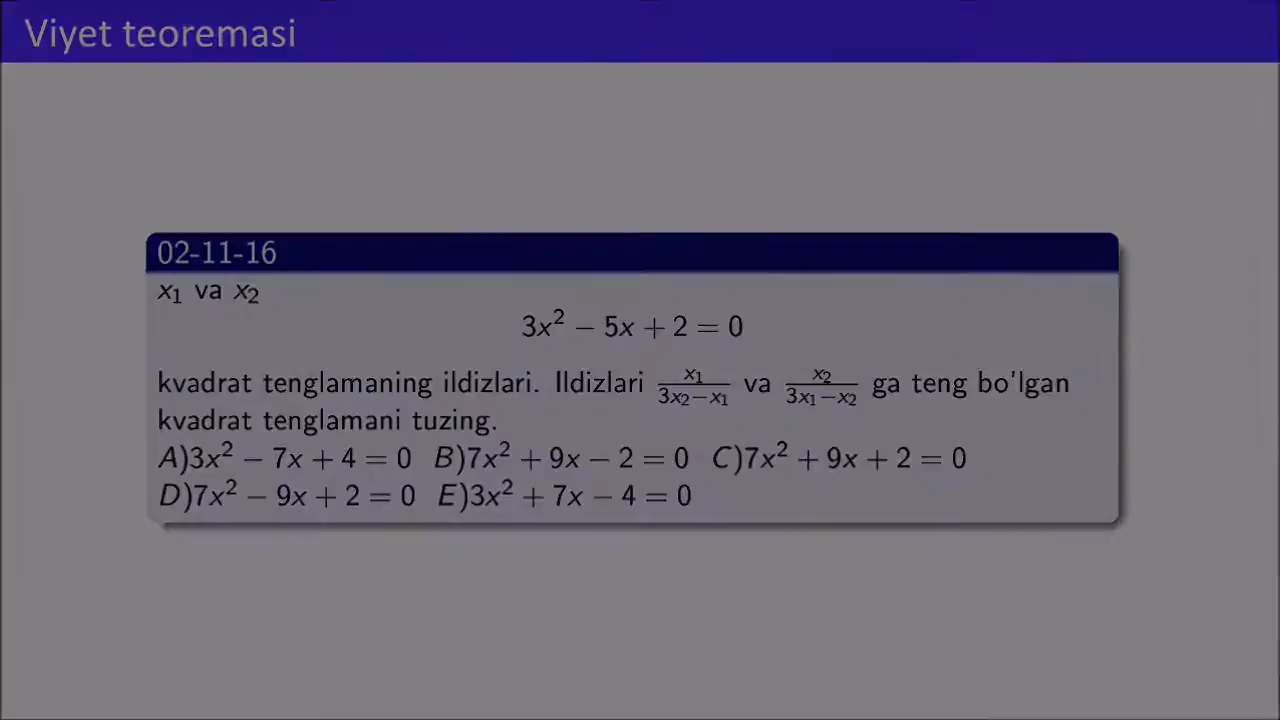 Viyet teoremasi
02-11-16
x₁ va x₂
3x² − 5x + 2 = 0
kvadrat tenglamaning ildizlari. Ildizlari x₁/(3x₂−x₁) va x₂/(3x₁−x₂) ga teng bo'lgan
kvadrat tenglamani tuzing.
A)3x² − 7x + 4 = 0 B)7x² + 9x − 2 = 0 C)7x² + 9x + 2 = 0
D)7x² − 9x + 2 = 0 E)3x² + 7x − 4 = 0